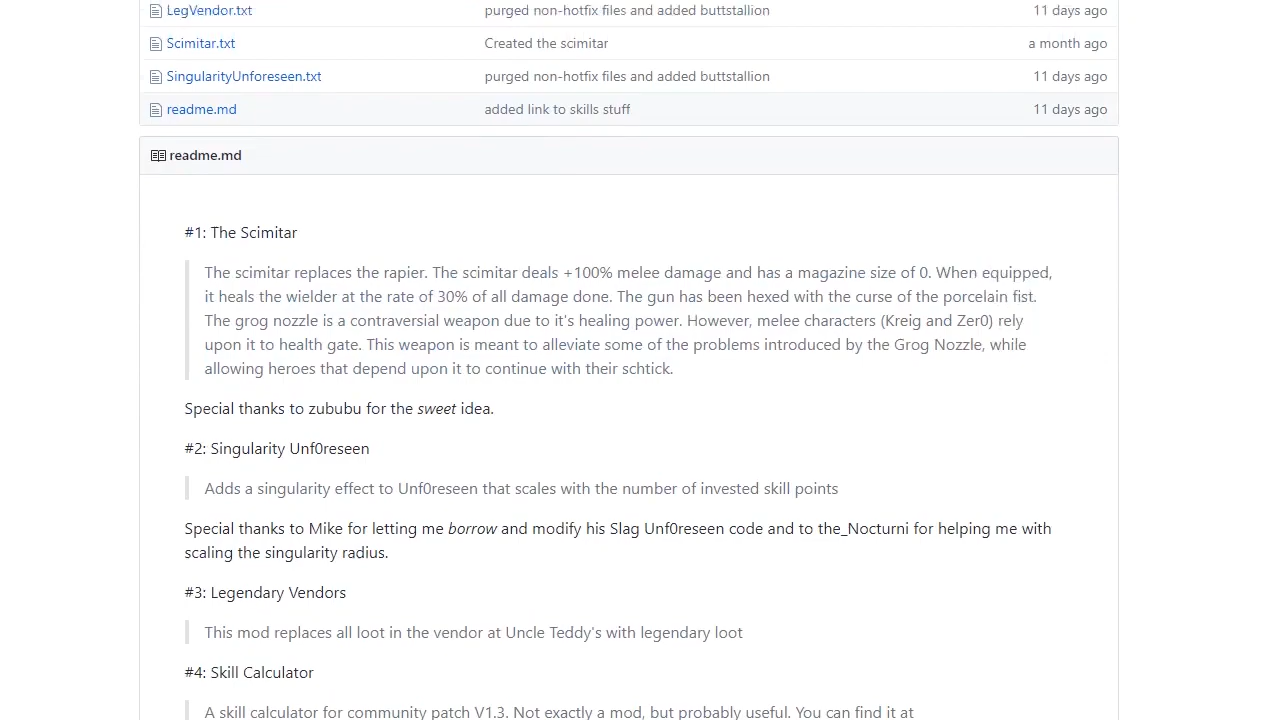 LegVendor.txt purged non-hotfix files and added buttstallion 11 days ago
Scimitar.txt Created the scimitar a month ago
SingularityUnforeseen.txt purged non-hotfix files and added buttstallion 11 days ago
readme.md added link to skills stuff 11 days ago
readme.md
#1: The Scimitar
The scimitar replaces the rapier. The scimitar deals +100% melee damage and has a magazine size of 0. When equipped,
it heals the wielder at the rate of 30% of all damage done. The gun has been hexed with the curse of the porcelain fist.
The grog nozzle is a contraversial weapon due to it's healing power. However, melee characters (Kreig and Zer0) rely
upon it to health gate. This weapon is meant to alleviate some of the problems introduced by the Grog Nozzle, while
allowing heroes that depend upon it to continue with their schtick.
Special thanks to zububu for the sweet idea.
#2: Singularity Unf0reseen
Adds a singularity effect to Unf0reseen that scales with the number of invested skill points
Special thanks to Mike for letting me borrow and modify his Slag Unf0reseen code and to the_Nocturni for helping me with
scaling the singularity radius.
#3: Legendary Vendors
This mod replaces all loot in the vendor at Uncle Teddy's with legendary loot
#4: Skill Calculator
A skill calculator for community patch V1.3. Not exactly a mod, but probably useful. You can find it at